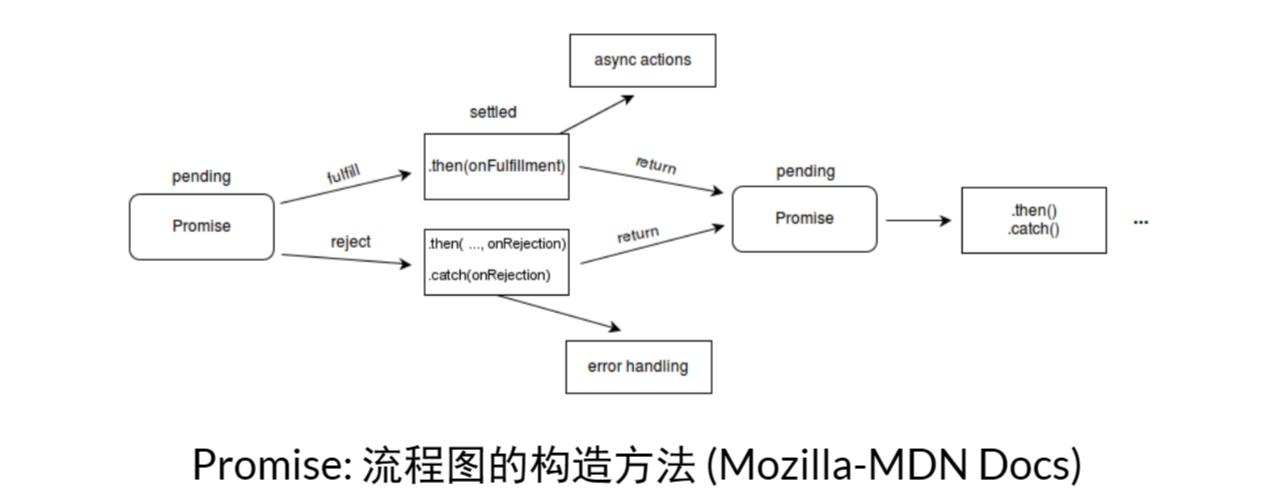 async actions
settled
.then(onFulfillment)
pending
fulfill
return
Promise
reject
.then( ..., onRejection)
.catch(onRejection)
return
pending
Promise
.then()
.catch()
...
error handling
Promise: 流程图的构造方法 (Mozilla-MDN Docs)